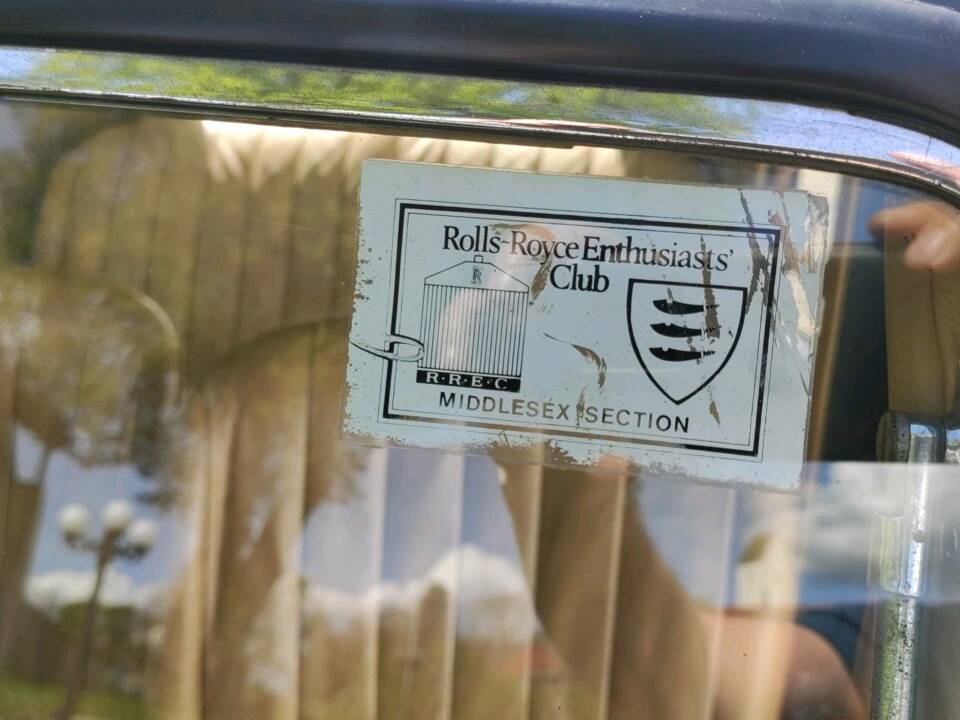 Rolls-Royce Enthusiasts'
Club
R
R·R·E·C
MIDDLESEX SECTION